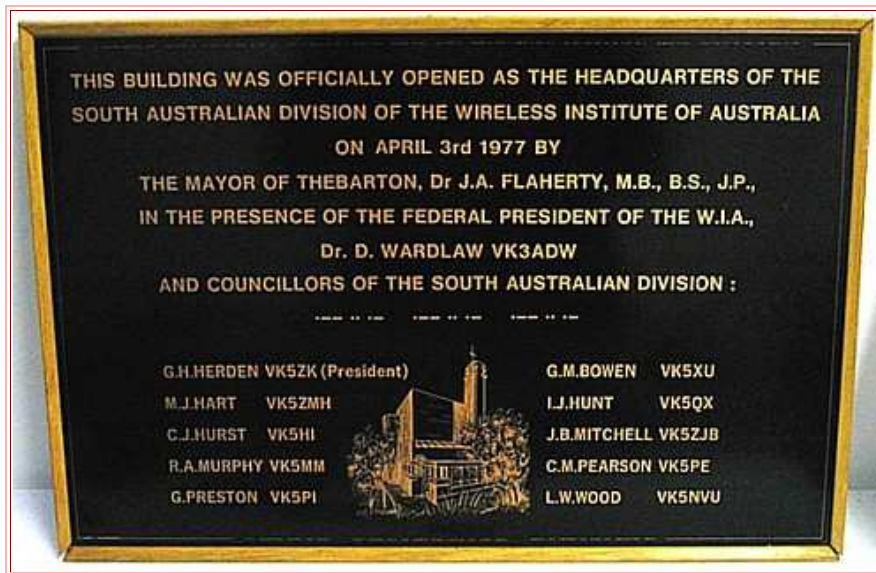 THIS BUILDING WAS OFFICIALLY OPENED AS THE HEADQUARTERS OF THE
SOUTH AUSTRALIAN DIVISION OF THE WIRELESS INSTITUTE OF AUSTRALIA
ON APRIL 3rd 1977 BY
THE MAYOR OF THEBARTON, Dr J.A. FLAHERTY, M.B., B.S., J.P.,
IN THE PRESENCE OF THE FEDERAL PRESIDENT OF THE W.I.A.,
Dr. D. WARDLAW VK3ADW
AND COUNCILLORS OF THE SOUTH AUSTRALIAN DIVISION :
·−− ·· ·− ·−− ·· ·− ·−− ·· ·−
G.H.HERDEN VK5ZK (President)
M.J.HART VK5ZMH
C.J.HURST VK5HI
R.A.MURPHY VK5MM
G.PRESTON VK5PI
G.M.BOWEN VK5XU
I.J.HUNT VK5QX
J.B.MITCHELL VK5ZJB
C.M.PEARSON VK5PE
L.W.WOOD VK5NVU